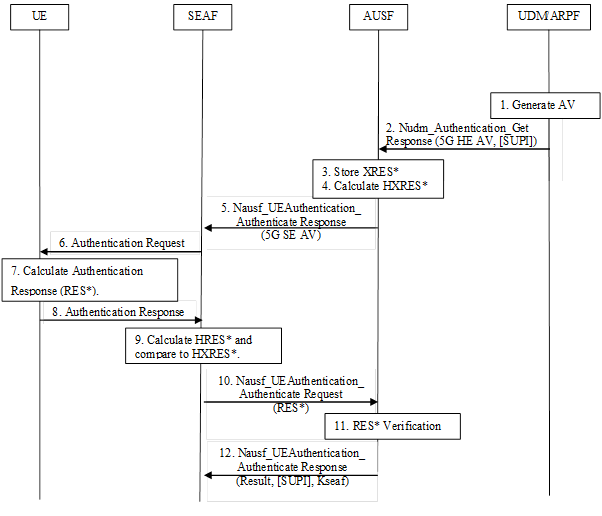 UE
SEAF
AUSF
UDM/ARPF
1. Generate AV
2. Nudm_Authentication_Get
Response (5G HE AV, [SUPI])
3. Store XRES*
4. Calculate HXRES*
5. Nausf_UEAuthentication_
Authenticate Response
(5G SE AV)
6. Authentication Request
7. Calculate Authentication
Response (RES*).
8. Authentication Response
9. Calculate HRES* and
compare to HXRES*.
10. Nausf_UEAuthentication_
Authenticate Request
(RES*)
11. RES* Verification
12. Nausf_UEAuthentication_
Authenticate Response
(Result, [SUPI], Kseaf)